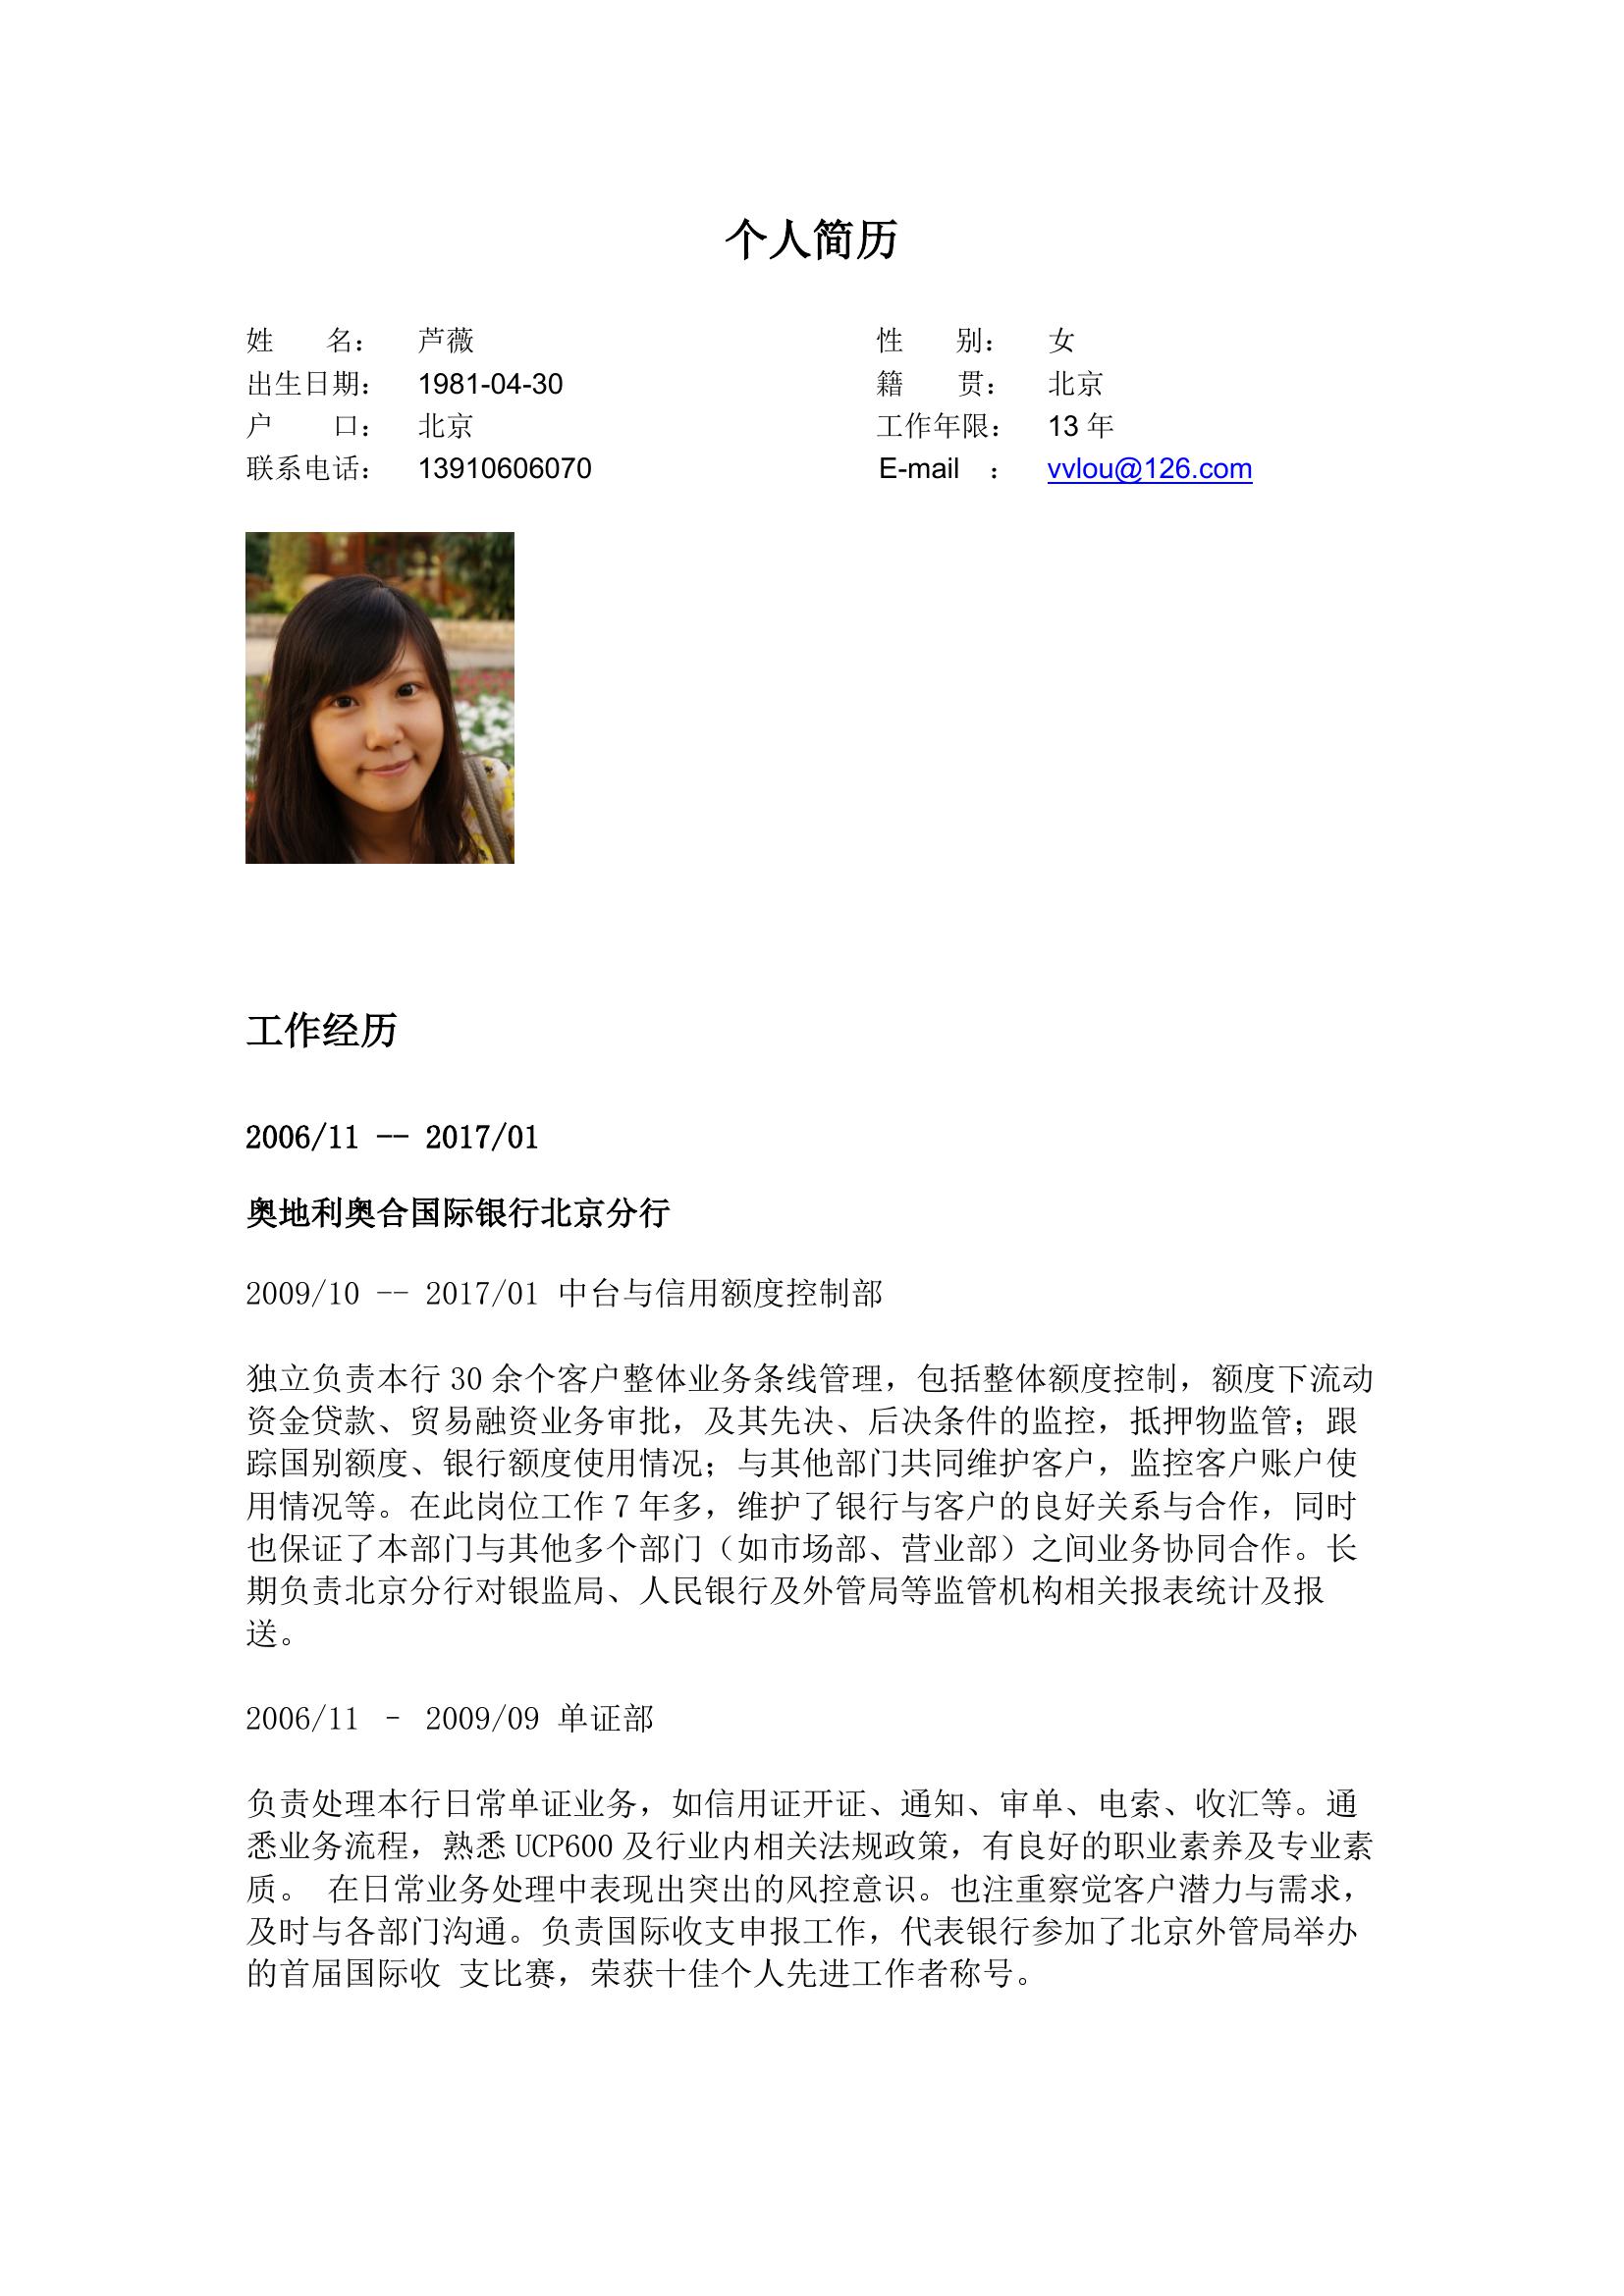 个人简历
姓 名： 芦薇 性 别： 女
出生日期： 1981-04-30 籍 贯： 北京
户 口： 北京 工作年限： 13 年
联系电话： 13910606070 E-mail ： vvlou@126.com
工作经历
2006/11 -- 2017/01
奥地利奥合国际银行北京分行
2009/10 -- 2017/01 中台与信用额度控制部
独立负责本行 30 余个客户整体业务条线管理，包括整体额度控制，额度下流动
资金贷款、贸易融资业务审批，及其先决、后决条件的监控，抵押物监管；跟
踪国别额度、银行额度使用情况；与其他部门共同维护客户，监控客户账户使
用情况等。在此岗位工作 7 年多，维护了银行与客户的良好关系与合作，同时
也保证了本部门与其他多个部门（如市场部、营业部）之间业务协同合作。长
期负责北京分行对银监局、人民银行及外管局等监管机构相关报表统计及报
送。
2006/11 – 2009/09 单证部
负责处理本行日常单证业务，如信用证开证、通知、审单、电索、收汇等。通
悉业务流程，熟悉 UCP600 及行业内相关法规政策，有良好的职业素养及专业素
质。 在日常业务处理中表现出突出的风控意识。也注重察觉客户潜力与需求，
及时与各部门沟通。负责国际收支申报工作，代表银行参加了北京外管局举办
的首届国际收 支比赛，荣获十佳个人先进工作者称号。